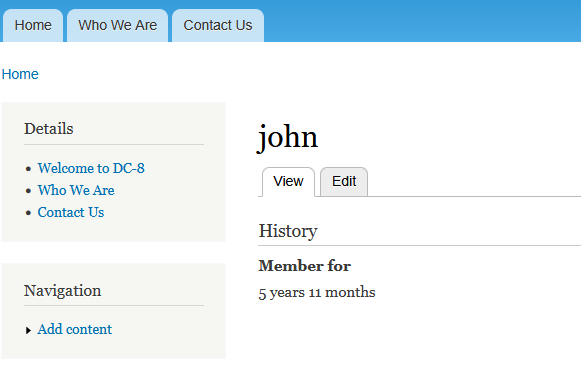 Home
Who We Are
Contact Us
Home
Details
Welcome to DC-8
Who We Are
Contact Us
Navigation
Add content
john
View
Edit
History
Member for
5 years 11 months